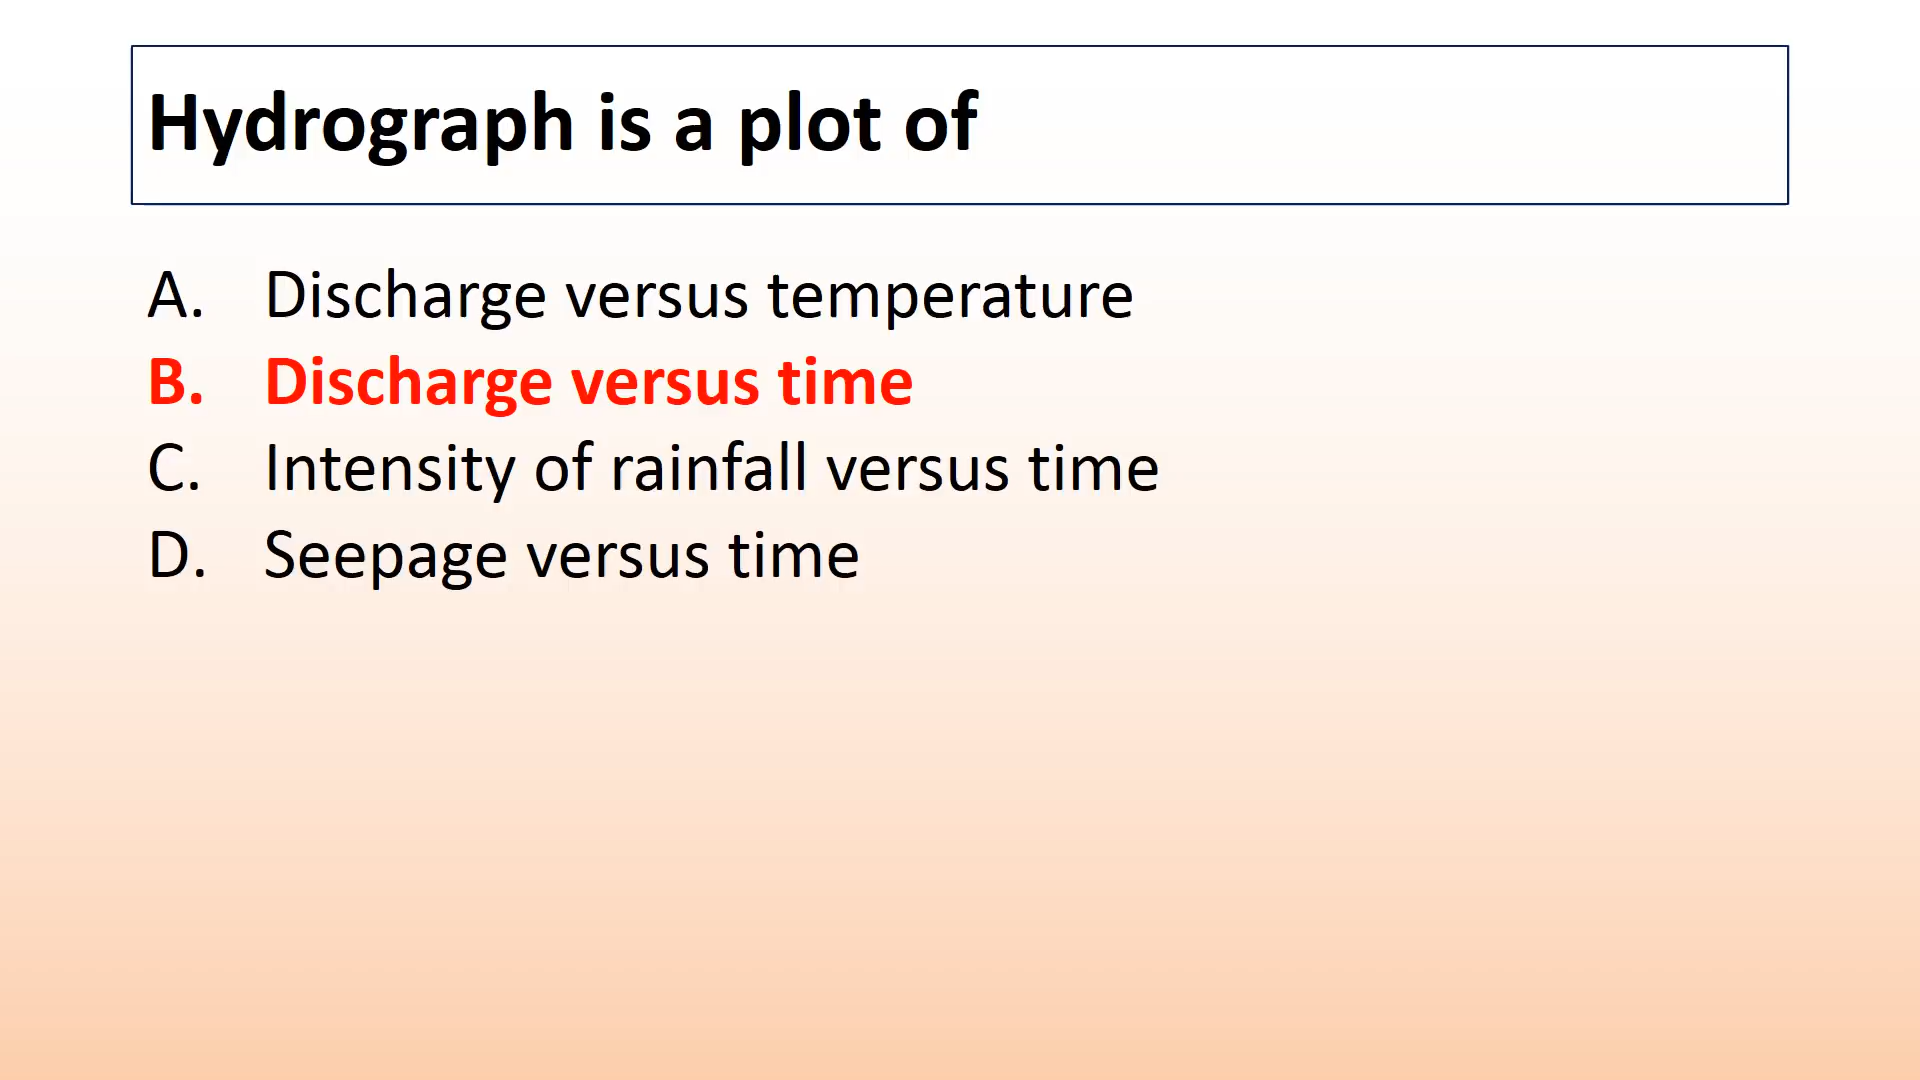 Hydrograph is a plot of
A. Discharge versus temperature
B. Discharge versus time
C. Intensity of rainfall versus time
D. Seepage versus time